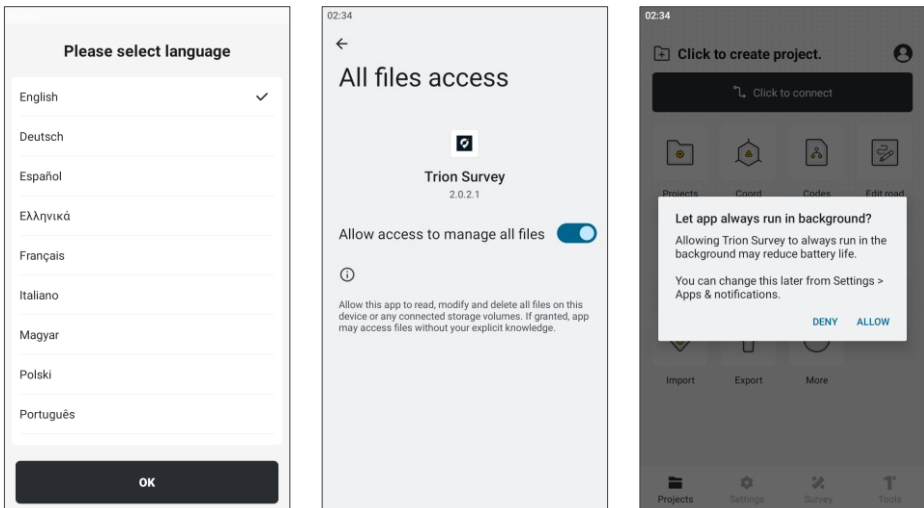 Please select language
English
Deutsch
Español
Ελληνικά
Français
Italiano
Magyar
Polski
Português
OK
02:34
All files access
Trion Survey
2.0.2.1
Allow access to manage all files
Allow this app to read, modify and delete all files on this
device or any connected storage volumes. If granted, app
may access files without your explicit knowledge.
02:34
Click to create project.
Click to connect
Projects
Coord
Codes
Edit road
Let app always run in background?
Allowing Trion Survey to always run in the
background may reduce battery life.
You can change this later from Settings >
Apps & notifications.
DENY
ALLOW
Import
Export
More
Projects
Settings
Survey
Tools